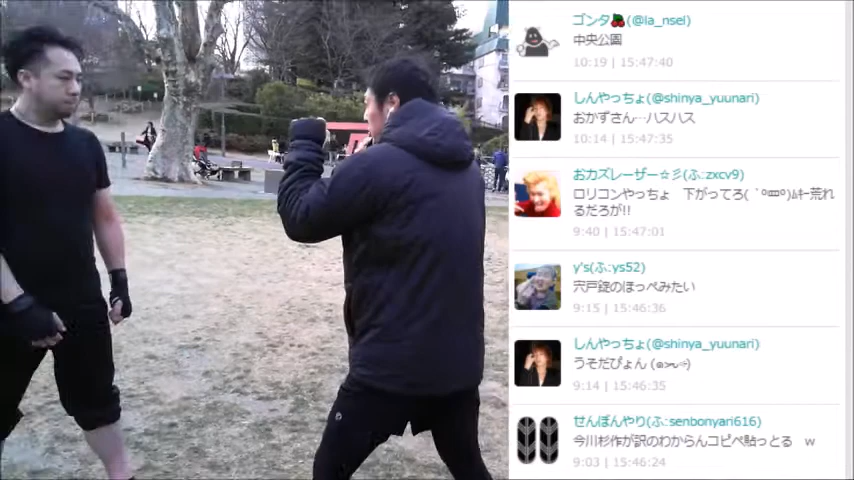 ゴンタ🍒(@la_nsei)
中央公園
10:19 | 15:47:40
しんやっちょ(@shinya_yuunari)
おかずさん…ハスハス
10:14 | 15:47:35
おカズレーザー☆彡(ふ:zxcv9)
ロリコンやっちょ 下がってろ(｀ºﾛº)ﾑｷｰ荒れ
るだろが!!
9:40 | 15:47:01
y's(ふ:ys52)
宍戸錠のほっぺみたい
9:15 | 15:46:36
しんやっちょ(@shinya_yuunari)
うそだぴょん
9:14 | 15:46:35
せんぼんやり(ふ:senbonyari616)
今川焼作が訳のわからんコピペ貼っとる w
9:03 | 15:46:24